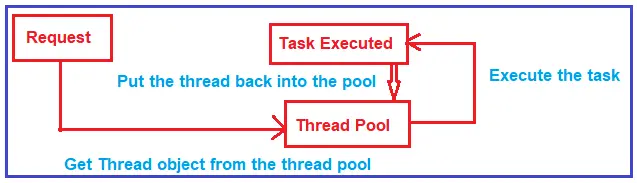 Request
Task Executed
Put the thread back into the pool
Execute the task
Thread Pool
Get Thread object from the thread pool